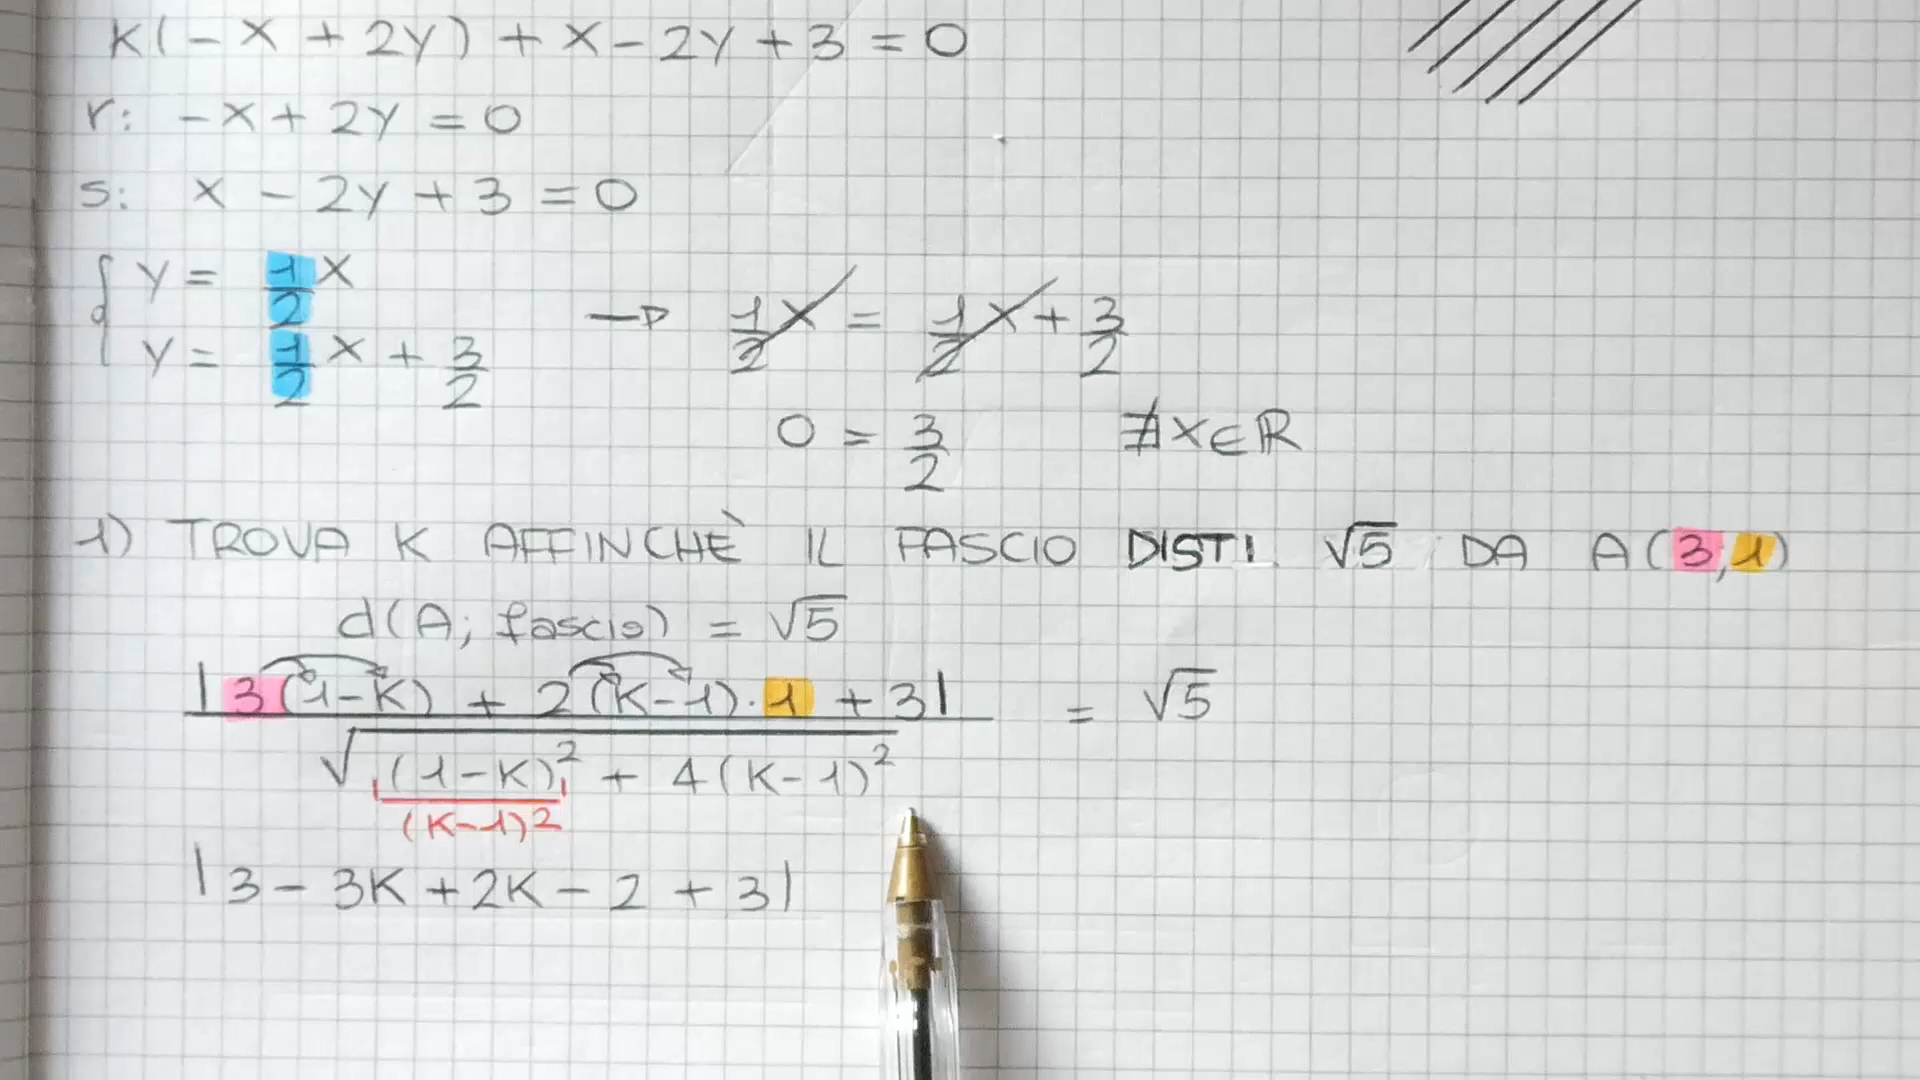 K(-X+2Y)+X-2Y+3=0
r: -X+2Y=0
s: X-2Y+3=0
{ Y = 1/2 X
Y = 1/2 X + 3/2 → 1/2 X = 1/2 X + 3/2
0 = 3/2 ∄X∈ℝ
1) TROVA K AFFINCHÈ IL FASCIO DISTI √5 DA A(3,1)
d(A; fascio) = √5
|3(1-K) + 2(K-1)·1 + 3| = √5
√(1-K)² + 4(K-1)²
(K-1)²
|3-3K+2K-2+3|